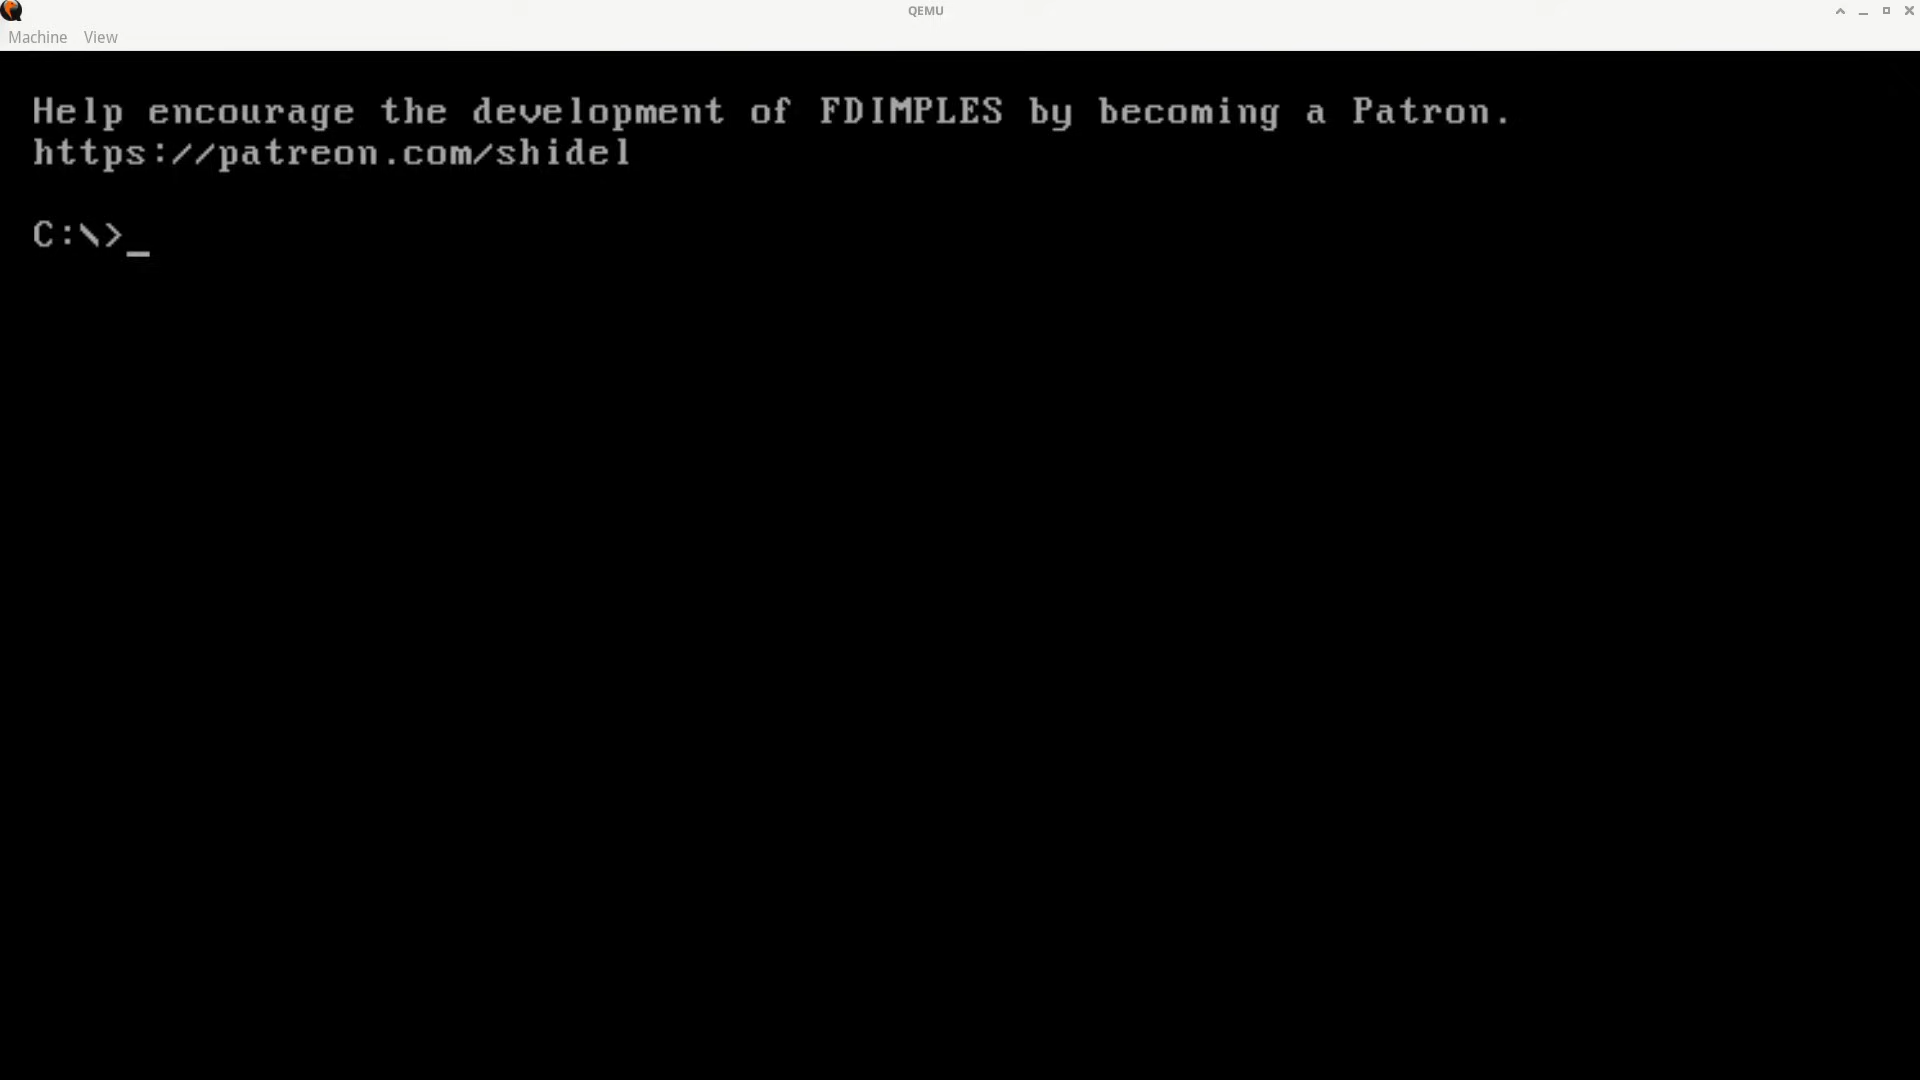 QEMU
Machine View
Help encourage the development of FDIMPLES by becoming a Patron.
https://patreon.com/shidel
C:\>_